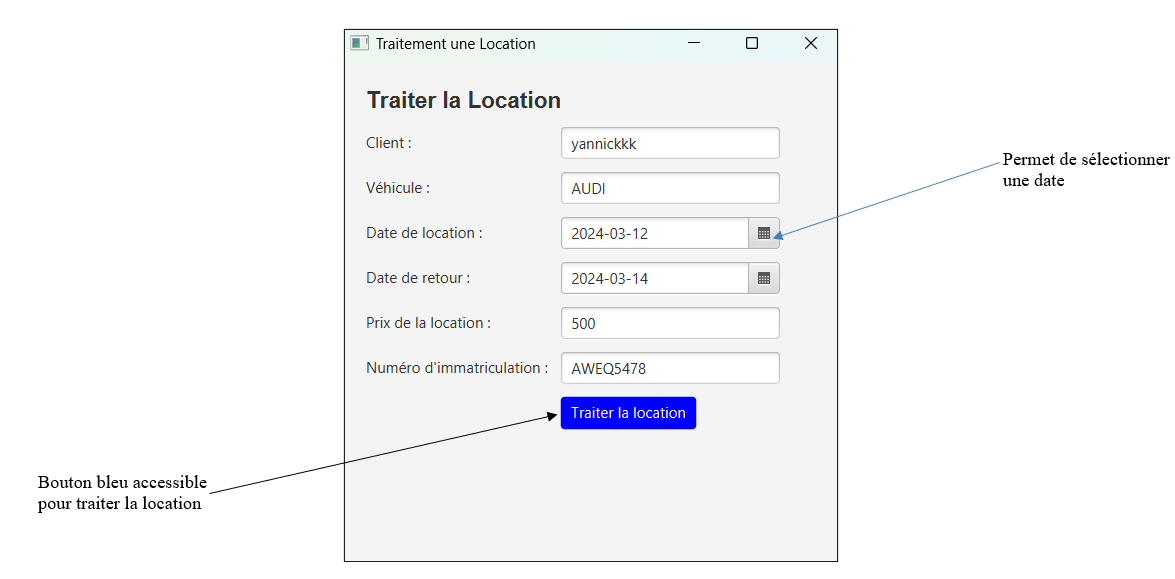 Traitement une Location
Traiter la Location
Client :
yannickkk
Véhicule :
AUDI
Date de location :
2024-03-12
Date de retour :
2024-03-14
Prix de la location :
500
Numéro d'immatriculation :
AWEQ5478
Traiter la location
Permet de sélectionner
une date
Bouton bleu accessible
pour traiter la location